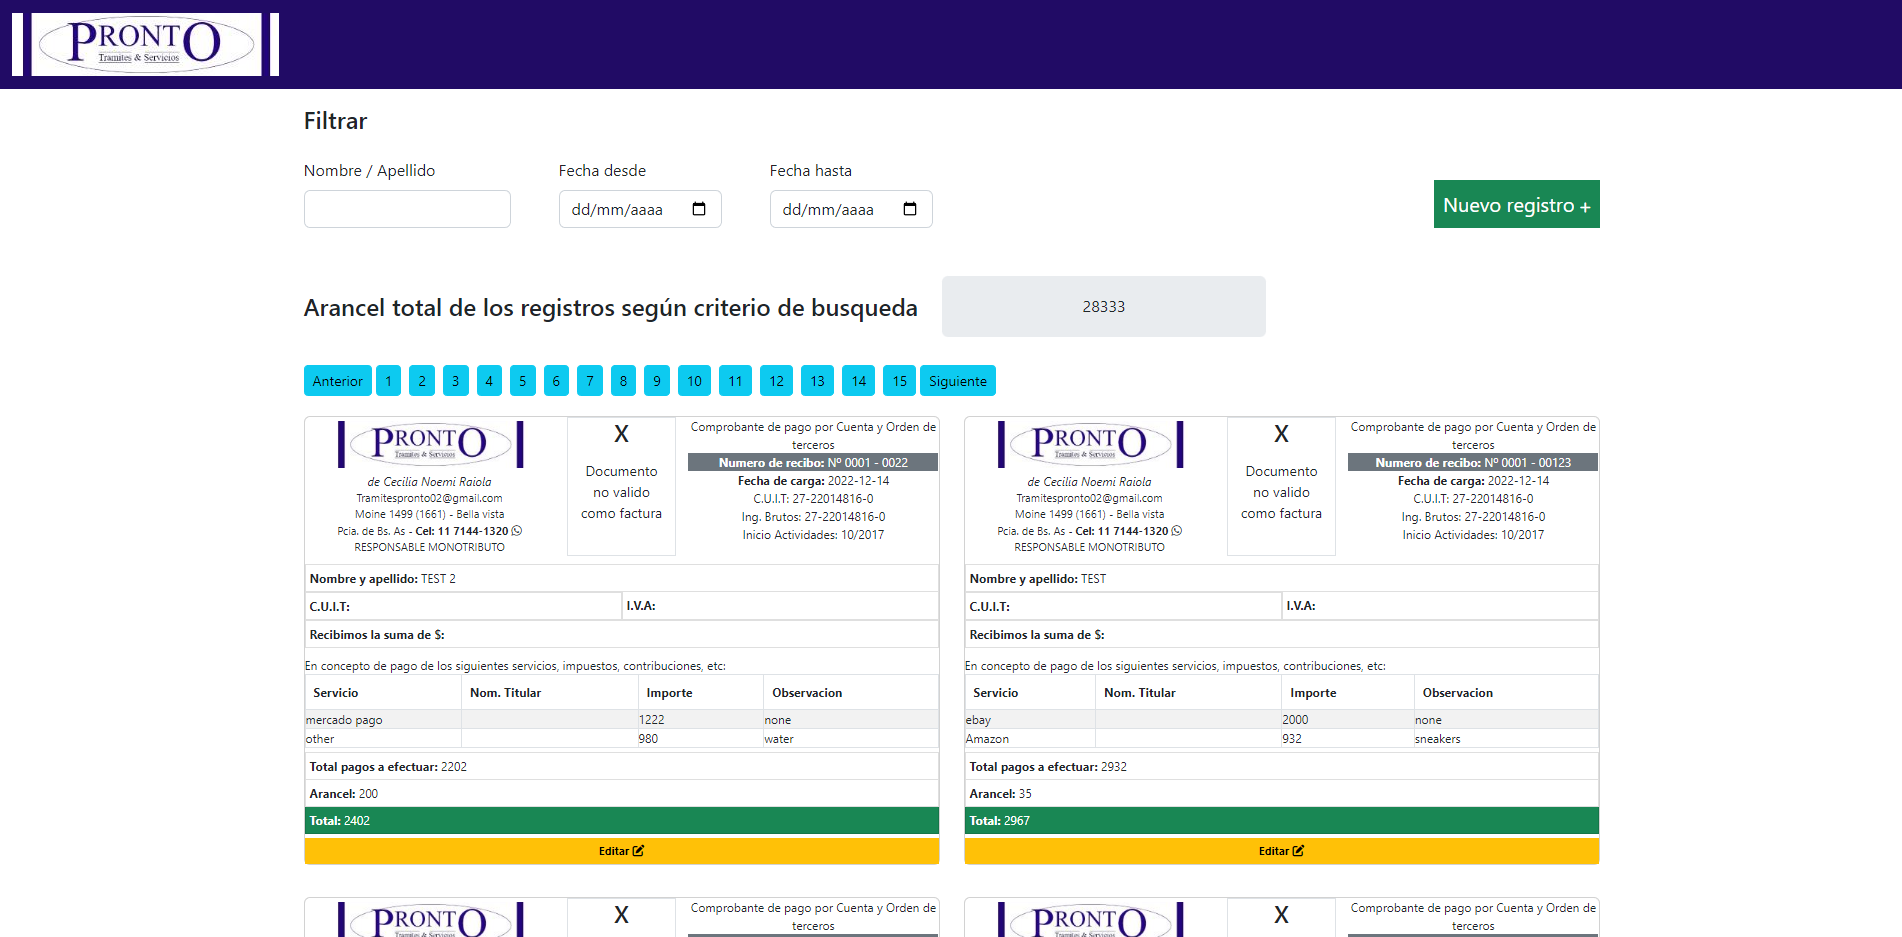 PRONTO
Tramites & Servicios
Filtrar
Nombre / Apellido
Fecha desde
Fecha hasta
dd/mm/aaaa
dd/mm/aaaa
Nuevo registro +
Arancel total de los registros según criterio de busqueda
28333
Anterior 1 2 3 4 5 6 7 8 9 10 11 12 13 14 15 Siguiente
PRONTO
Tramites & Servicios
de Cecilia Noemi Raiola
Tramitespronto02@gmail.com
Moine 1499 (1661) - Bella vista
Pcia. de Bs. As - Cel: 11 7144-1320
RESPONSABLE MONOTRIBUTO
X
Documento
no valido
como factura
Comprobante de pago por Cuenta y Orden de
terceros
Numero de recibo: Nº 0001 - 0022
Fecha de carga: 2022-12-14
C.U.I.T: 27-22014816-0
Ing. Brutos: 27-22014816-0
Inicio Actividades: 10/2017
Nombre y apellido: TEST 2
C.U.I.T:
I.V.A:
Recibimos la suma de $:
En concepto de pago de los siguientes servicios, impuestos, contribuciones, etc:
Servicio Nom. Titular Importe Observacion
mercado pago 1222 none
other 980 water
Total pagos a efectuar: 2202
Arancel: 200
Total: 2402
Editar
PRONTO
Tramites & Servicios
de Cecilia Noemi Raiola
Tramitespronto02@gmail.com
Moine 1499 (1661) - Bella vista
Pcia. de Bs. As - Cel: 11 7144-1320
RESPONSABLE MONOTRIBUTO
X
Documento
no valido
como factura
Comprobante de pago por Cuenta y Orden de
terceros
Numero de recibo: Nº 0001 - 00123
Fecha de carga: 2022-12-14
C.U.I.T: 27-22014816-0
Ing. Brutos: 27-22014816-0
Inicio Actividades: 10/2017
Nombre y apellido: TEST
C.U.I.T:
I.V.A:
Recibimos la suma de $:
En concepto de pago de los siguientes servicios, impuestos, contribuciones, etc:
Servicio Nom. Titular Importe Observacion
ebay 2000 none
Amazon 932 sneakers
Total pagos a efectuar: 2932
Arancel: 35
Total: 2967
Editar
PRONTO
Tramites & Servicios
X
Comprobante de pago por Cuenta y Orden de
terceros
PRONTO
Tramites & Servicios
X
Comprobante de pago por Cuenta y Orden de
terceros